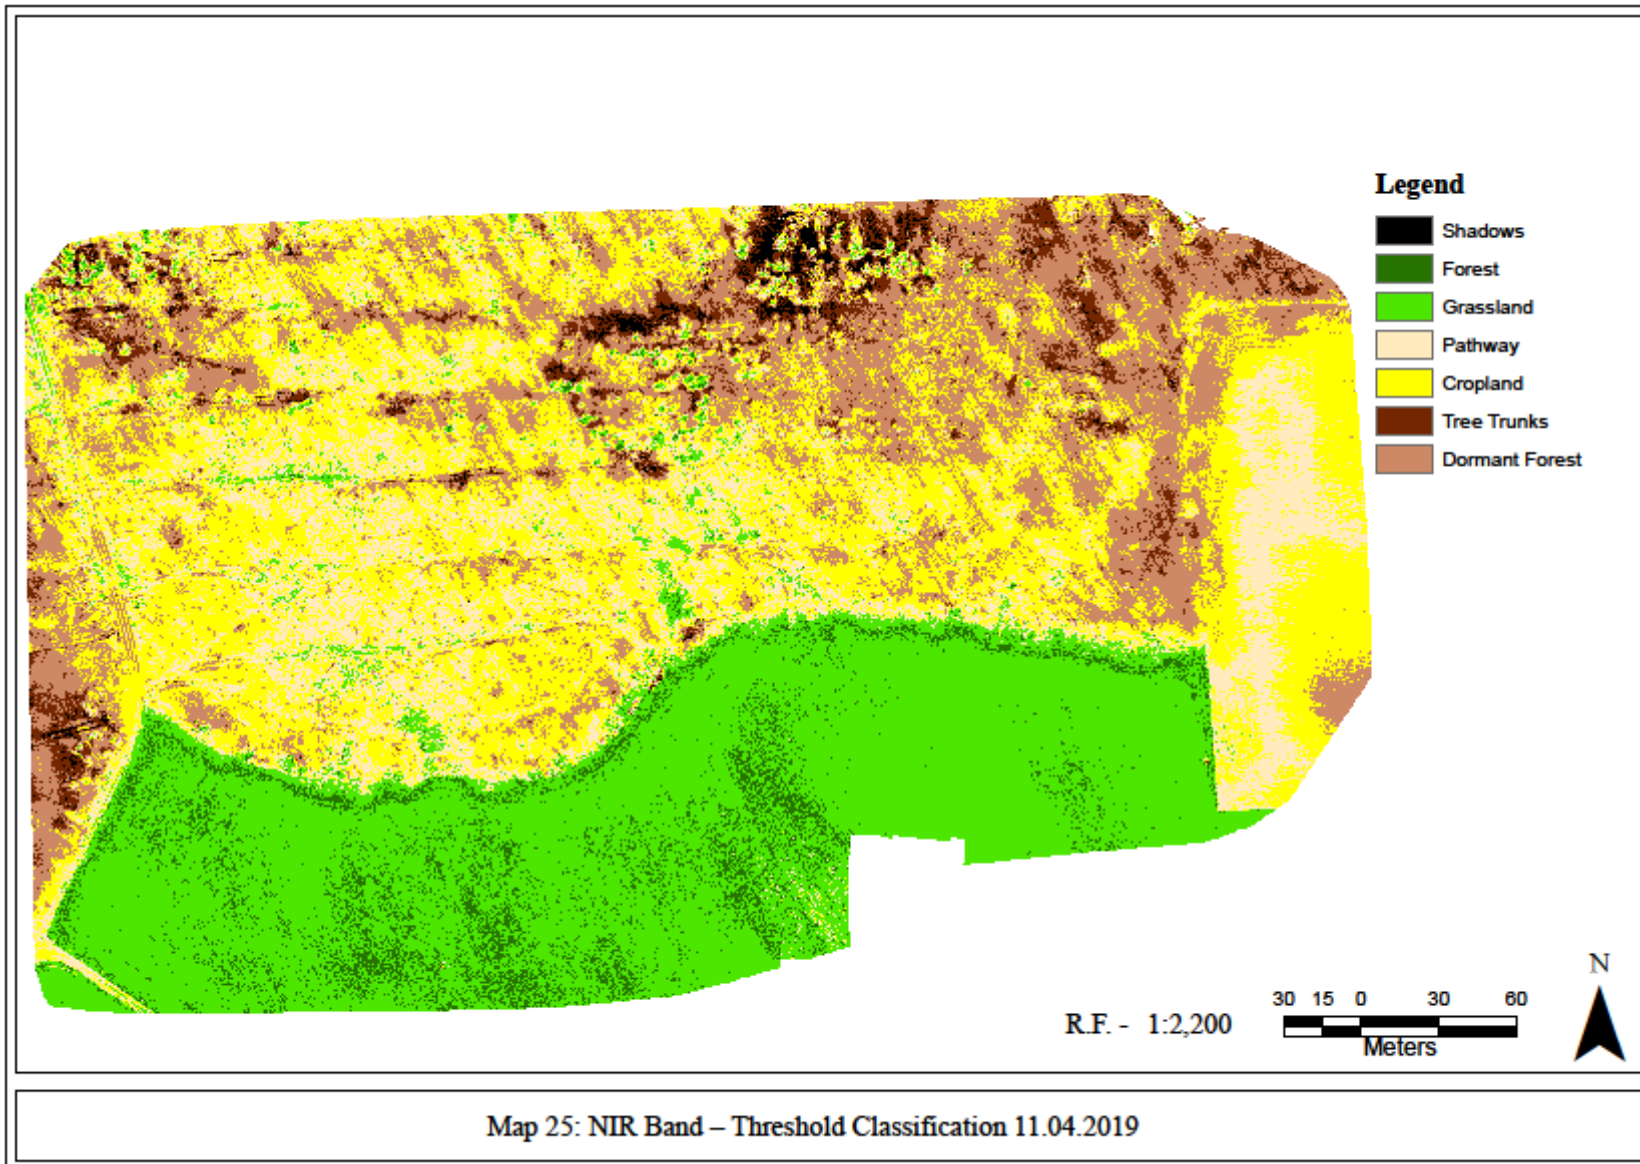 Legend
Shadows
Forest
Grassland
Pathway
Cropland
Tree Trunks
Dormant Forest
N
30 15 0 30 60
R.F. - 1:2,200
Meters
Map 25: NIR Band – Threshold Classification 11.04.2019